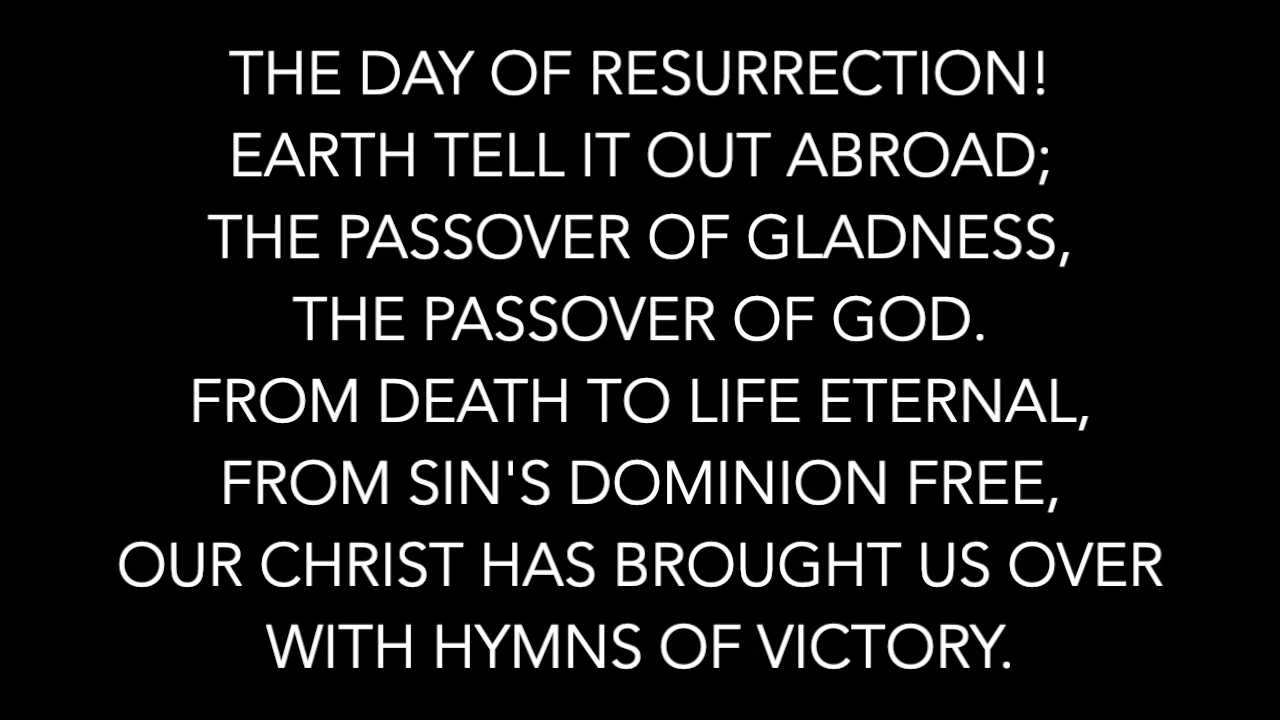 THE DAY OF RESURRECTION!
EARTH TELL IT OUT ABROAD;
THE PASSOVER OF GLADNESS,
THE PASSOVER OF GOD.
FROM DEATH TO LIFE ETERNAL,
FROM SIN'S DOMINION FREE,
OUR CHRIST HAS BROUGHT US OVER
WITH HYMNS OF VICTORY.